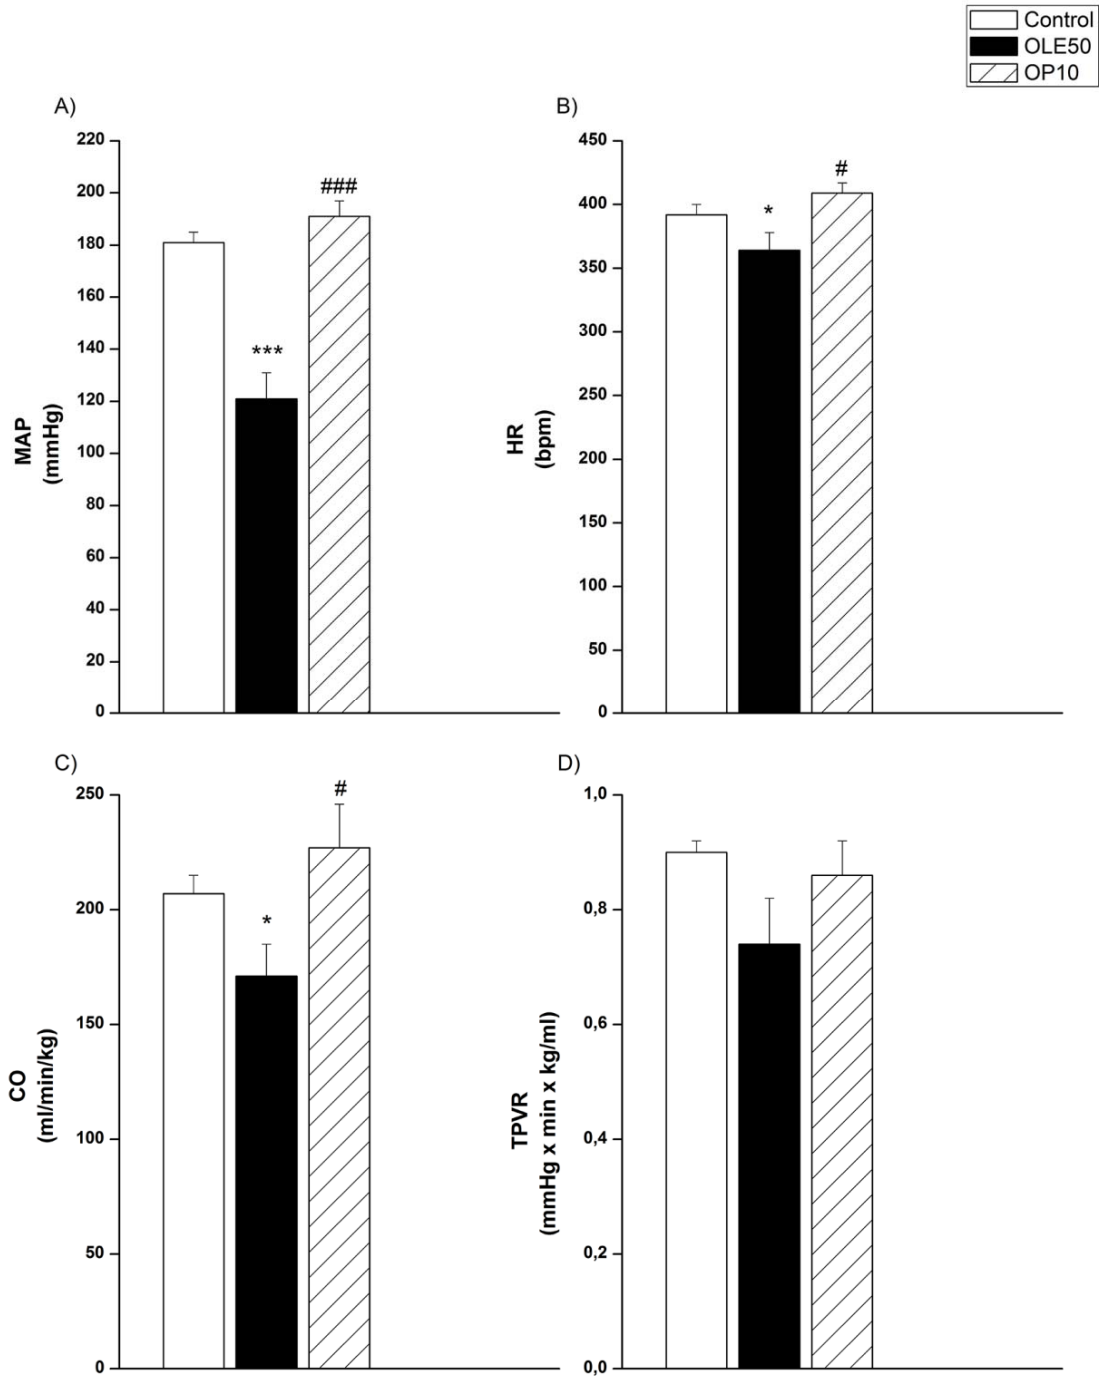 Control
OLE50
OP10
A)
B)
220
200
180
160
140
120
100
80
60
40
20
0
MAP
(mmHg)
***
###
450
400
350
300
250
200
150
100
50
0
HR
(bpm)
*
#
C)
D)
250
200
150
100
50
0
CO
(ml/min/kg)
*
#
1,0
0,8
0,6
0,4
0,2
0,0
TPVR
(mmHg x min x kg/ml)